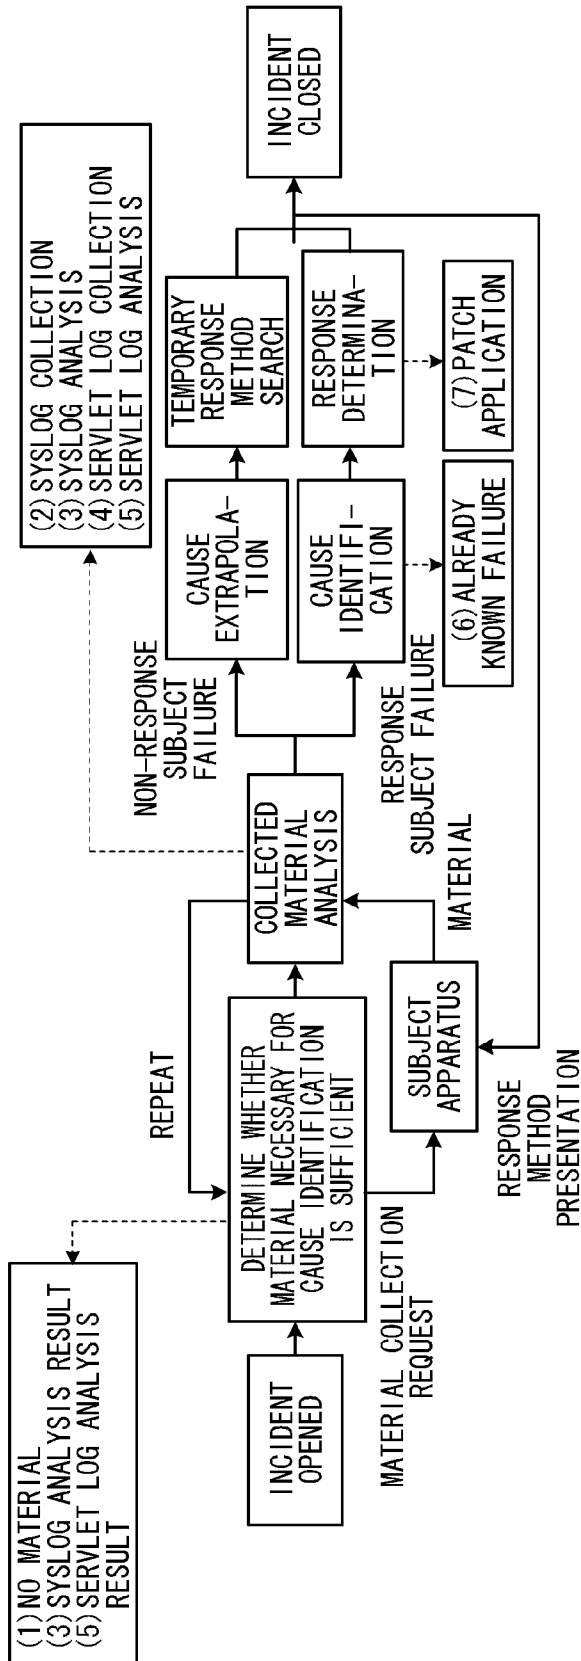 (1)NO MATERIAL
(3)SYSLOG ANALYSIS RESULT
(5)SERVLET LOG ANALYSIS
RESULT
(2)SYSLOG COLLECTION
(3)SYSLOG ANALYSIS
(4)SERVLET LOG COLLECTION
(5)SERVLET LOG ANALYSIS
REPEAT
INCIDENT
OPENED
DETERMINE WHETHER
MATERIAL NECESSARY FOR
CAUSE IDENTIFICATION
IS SUFFICIENT
COLLECTED
MATERIAL
ANALYSIS
NON-RESPONSE
SUBJECT
FAILURE
CAUSE
EXTRAPOLA-
TION
TEMPORARY
RESPONSE
METHOD
SEARCH
INCIDENT
CLOSED
RESPONSE
SUBJECT FAILURE
CAUSE
IDENTIFI-
CATION
RESPONSE
DETERMINA-
TION
MATERIAL COLLECTION
REQUEST
SUBJECT
APPARATUS
MATERIAL
(6)ALREADY
KNOWN FAILURE
(7)PATCH
APPLICATION
RESPONSE
METHOD
PRESENTATION